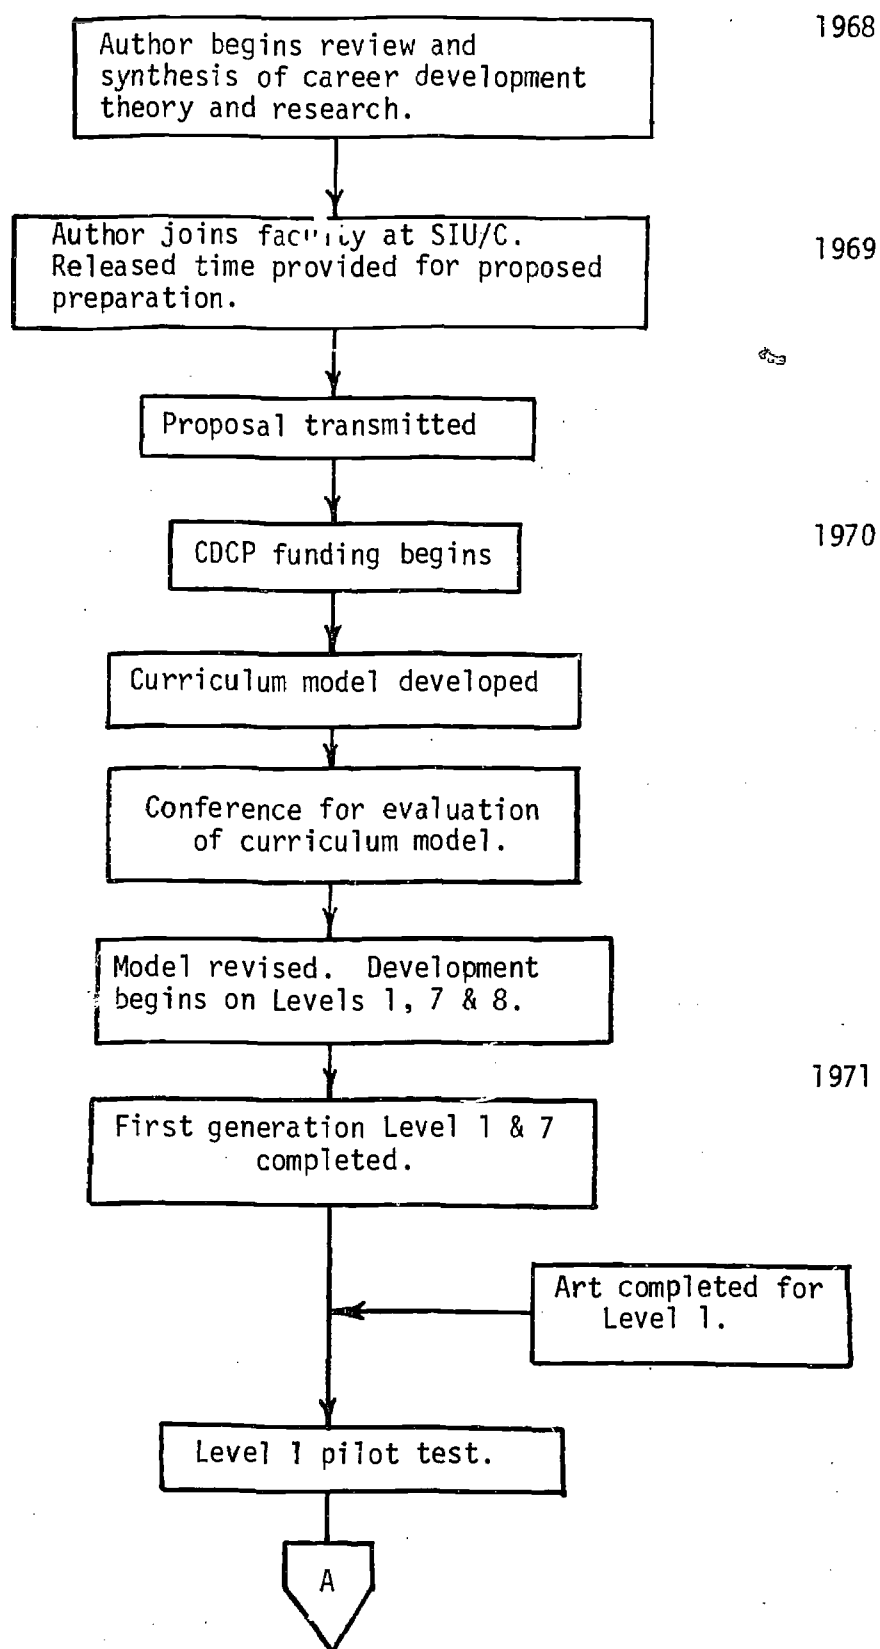 1968
Author begins review and
synthesis of career development
theory and research.
1969
Author joins faculty at SIU/C.
Released time provided for proposed
preparation.
Proposal transmitted
1970
CDCP funding begins
Curriculum model developed
Conference for evaluation
of curriculum model.
Model revised. Development
begins on Levels 1, 7 & 8.
1971
First generation Level 1 & 7
completed.
Art completed for
Level 1.
Level 1 pilot test.
A